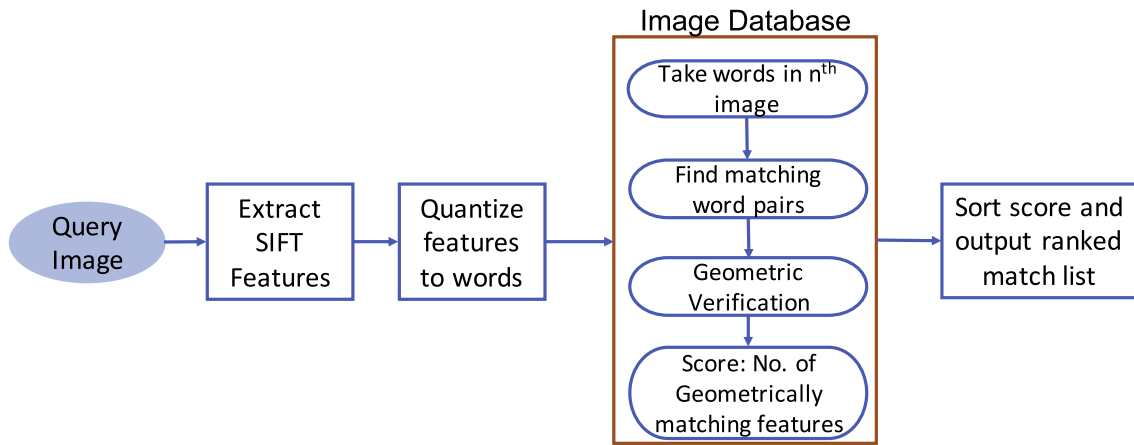 Image Database
Query
Image
Extract
SIFT
Features
Quantize
features
to words
Take words in nᵗʰ
image
Find matching
word pairs
Geometric
Verification
Score: No. of
Geometrically
matching features
Sort score and
output ranked
match list